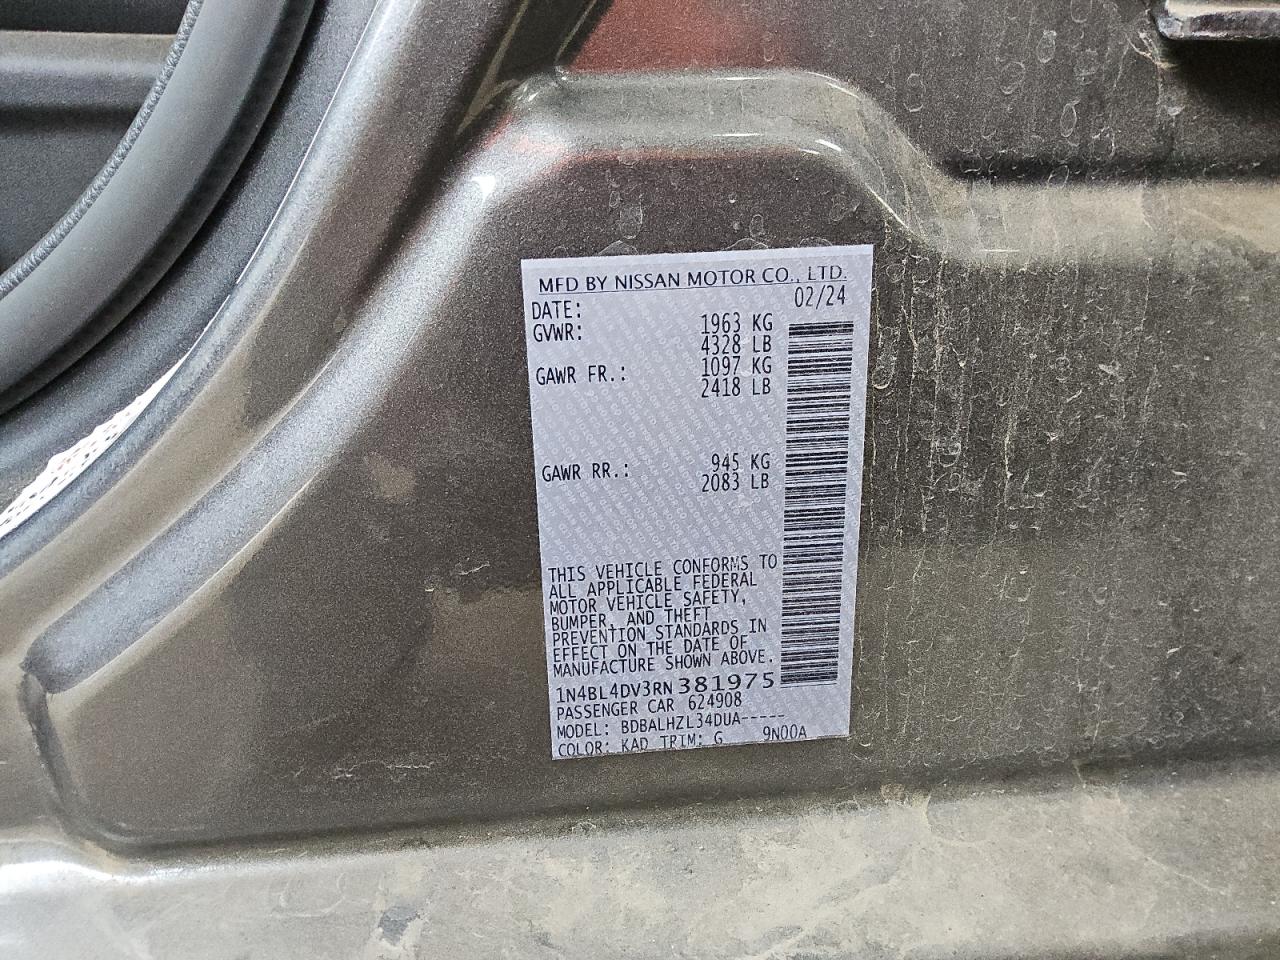 MFD BY NISSAN MOTOR CO., LTD.
DATE: 02/24
GVWR: 1963 KG
4328 LB
GAWR FR.: 1097 KG
2418 LB
GAWR RR.: 945 KG
2083 LB
THIS VEHICLE CONFORMS TO
ALL APPLICABLE FEDERAL
MOTOR VEHICLE SAFETY,
BUMPER, AND THEFT
PREVENTION STANDARDS IN
EFFECT ON THE DATE OF
MANUFACTURE SHOWN ABOVE.
1N4BL4DV3RN381975
PASSENGER CAR 624908
MODEL: BDBALHZL34DUA-----
COLOR: KAD TRIM: G 9N00A